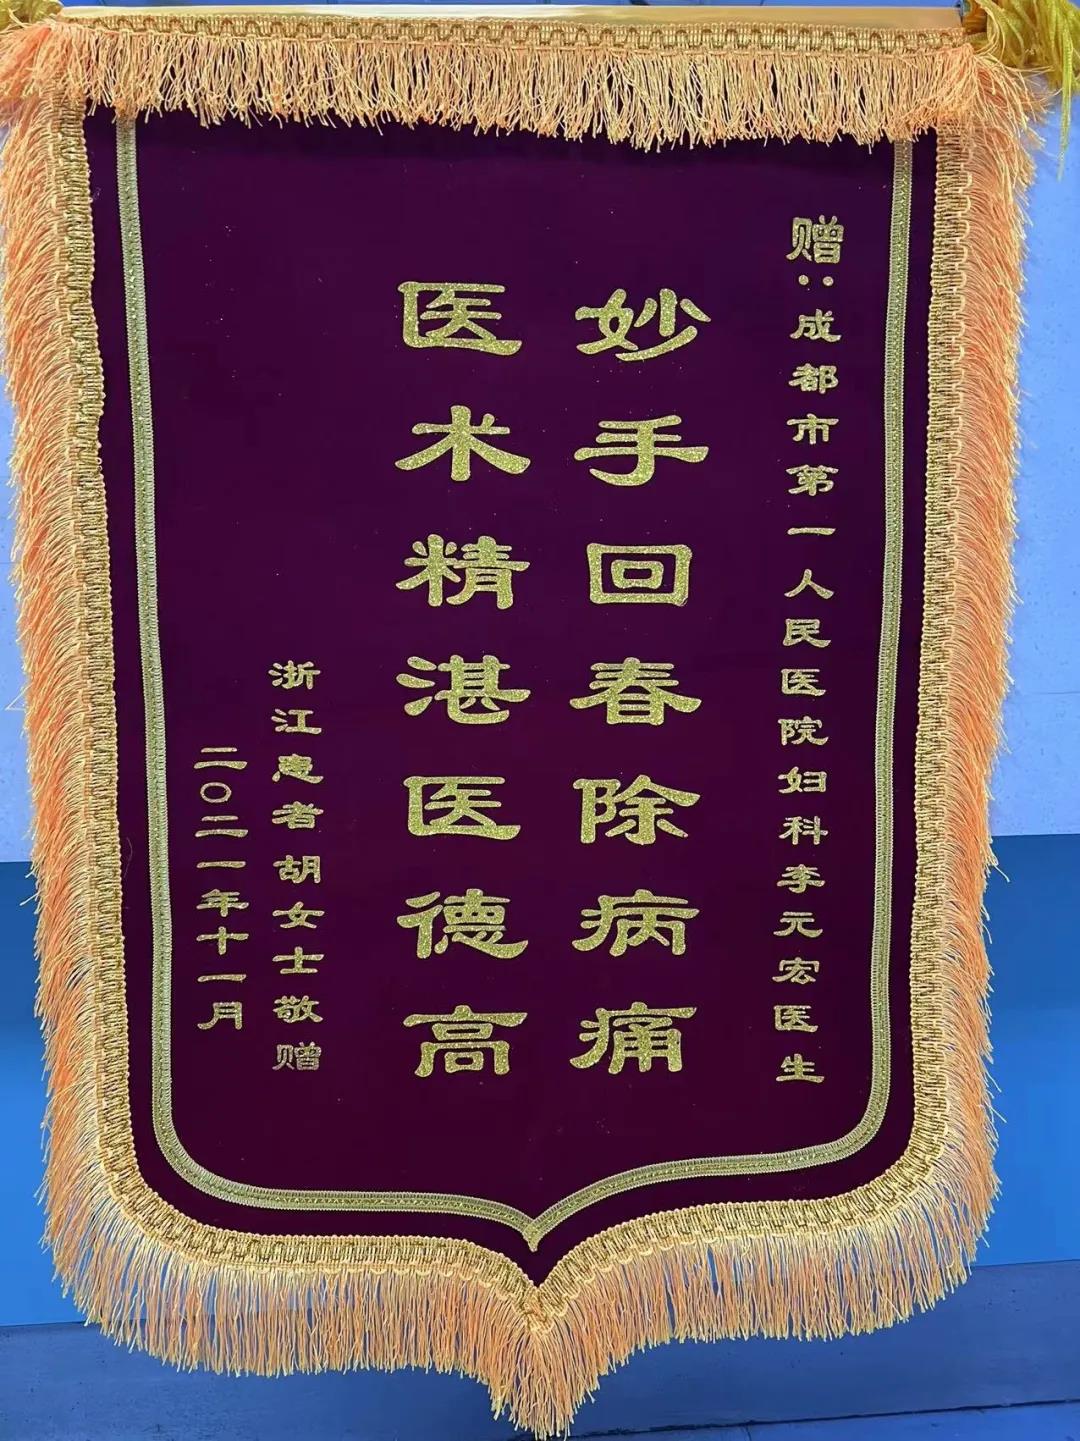 赠:成都市第一人民医院妇科李元宏医生
妙手回春除病痛
医术精湛医德高
浙江患者胡女士敬赠
二〇二一年十一月